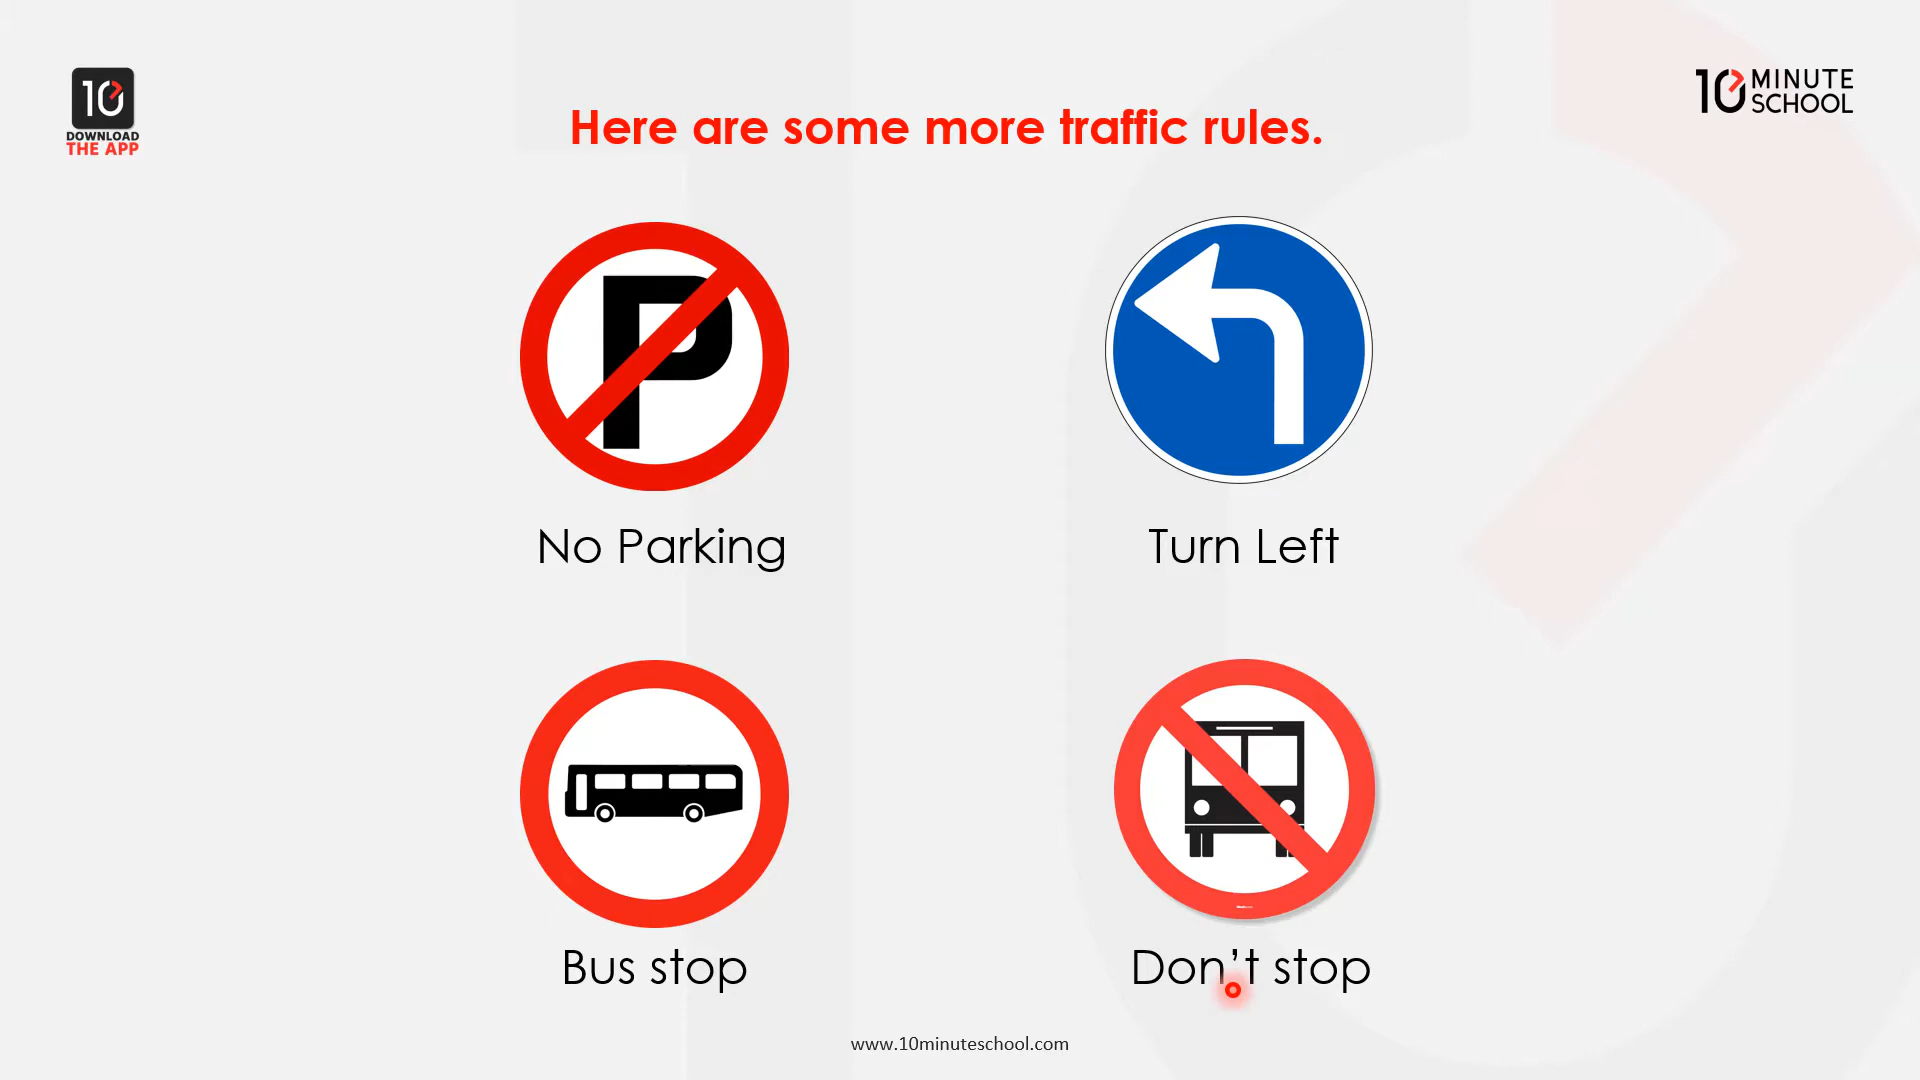 10
DOWNLOAD
THE APP
10 MINUTE
SCHOOL
Here are some more traffic rules.
P
No Parking
Turn Left
Bus stop
Don’t stop
www.10minuteschool.com